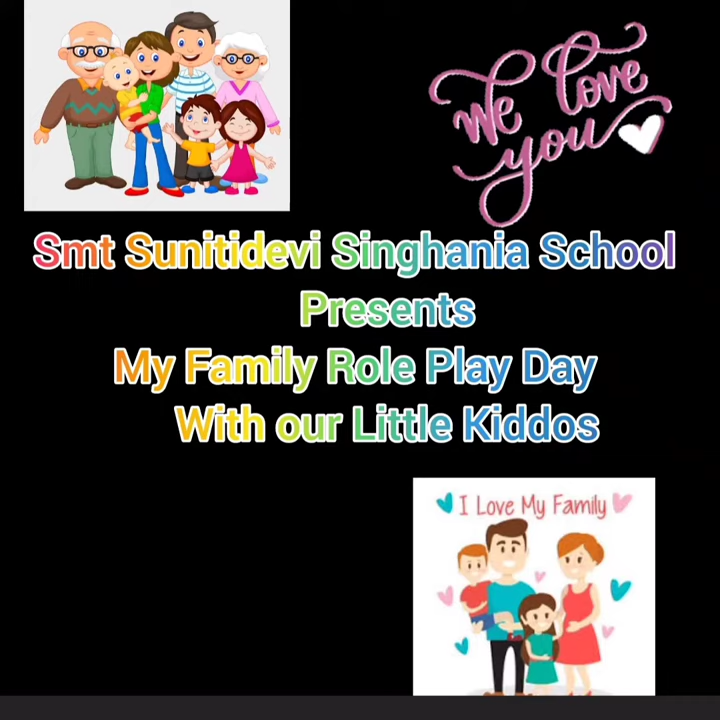 We love
you
Smt Sunitidevi Singhania School
Presents
My Family Role Play Day
With our Little Kiddos
I Love My Family